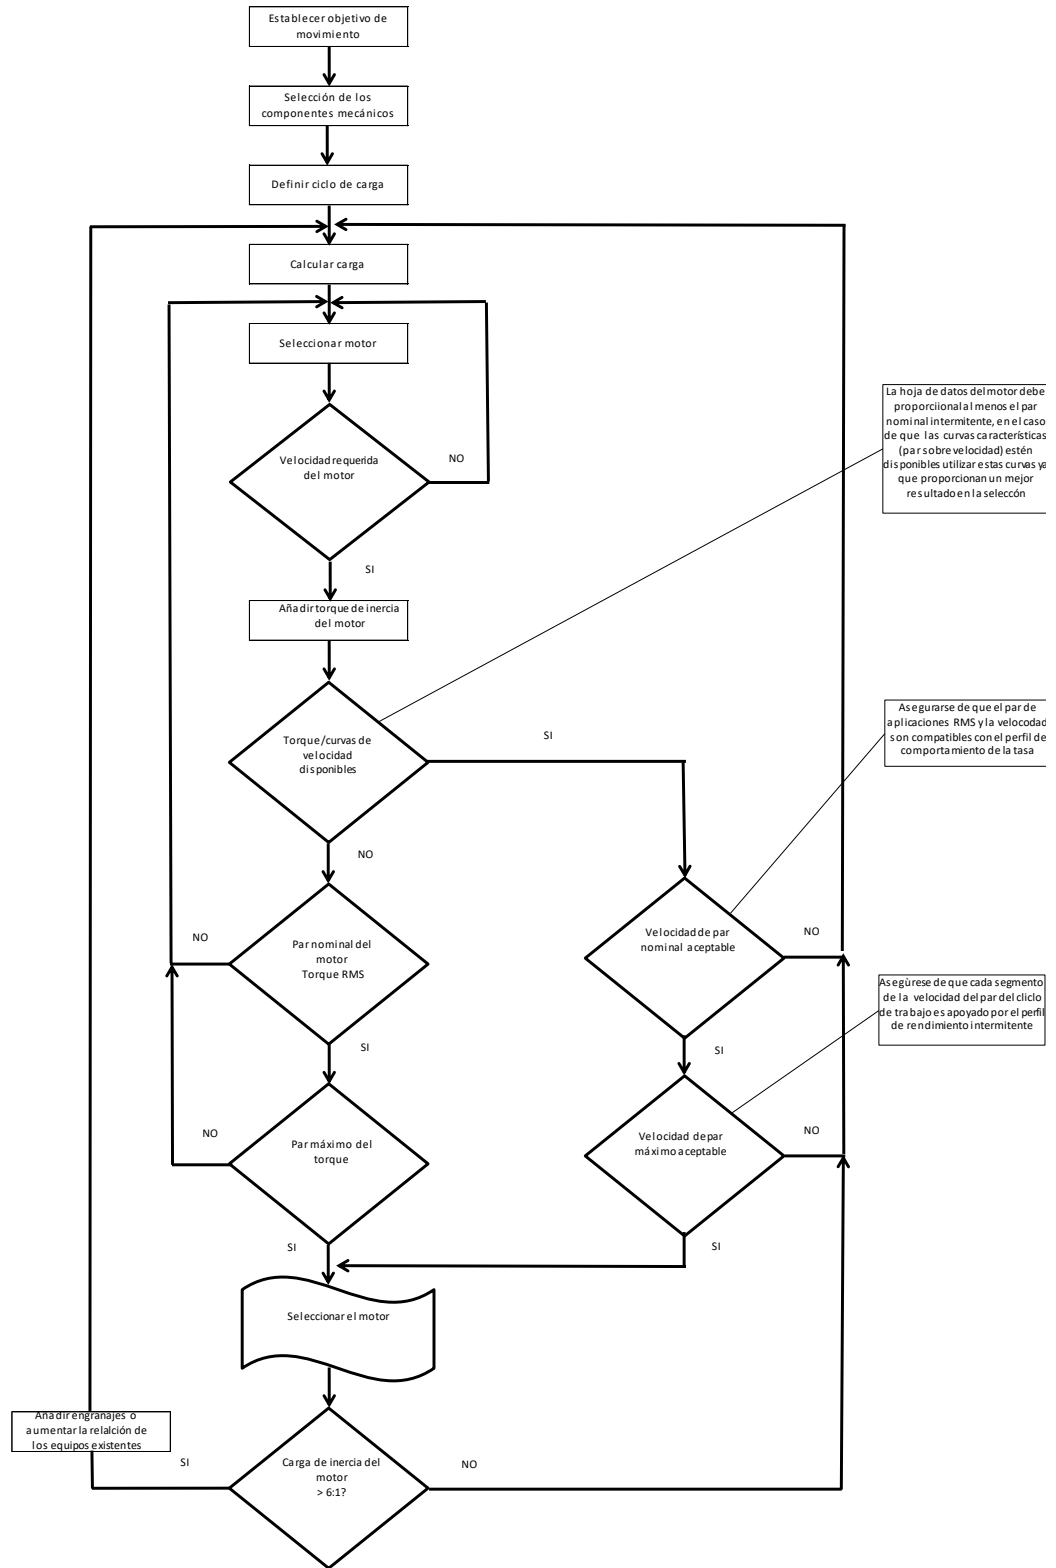 Establecer objetivo de
movimiento
Selección de los
componentes mecánicos
Definir ciclo de carga
Calcular carga
Seleccionar motor
Velocidad requerida
del motor
NO
SI
La hoja de datos del motor debe
proporciional al menos el par
nominal intermitente, en el caso
de que las curvas características
(par sobre velocidad) estén
disponibles utilizar estas curvas ya
que proporcionan un mejor
resultado en la seleccón
Añadir torque de inercia
del motor
Torque/curvas de
velocidad
disponibles
SI
NO
Asegurarse de que el par de
aplicaciones RMS y la velocodad
son compatibles con el perfil de
comportamiento de la tasa
Par nominal del
motor
Torque RMS
NO
SI
Velocidad de par
nominal aceptable
NO
SI
Asegùrese de que cada segmento
de la velocidad del par del cliclo
de trabajo es apoyado por el perfil
de rendimiento intermitente
Par máximo del
torque
NO
SI
Velocidad de par
máximo aceptable
NO
SI
Seleccionar el motor
Añadir engranajes o
aumentar la relalción de
los equipos existentes
SI
Carga de inercia del
motor
> 6:1?
NO